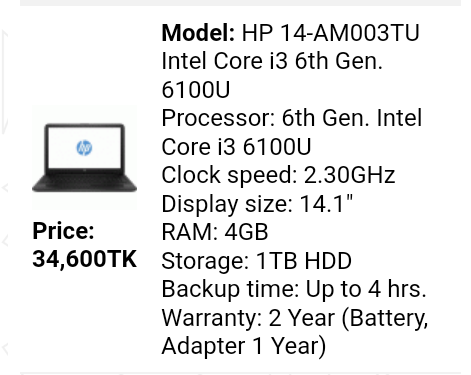 Model: HP 14-AM003TU
Intel Core i3 6th Gen.
6100U
Processor: 6th Gen. Intel
Core i3 6100U
Clock speed: 2.30GHz
Display size: 14.1"
RAM: 4GB
Storage: 1TB HDD
Backup time: Up to 4 hrs.
Warranty: 2 Year (Battery,
Adapter 1 Year)
hp
Price:
34,600TK